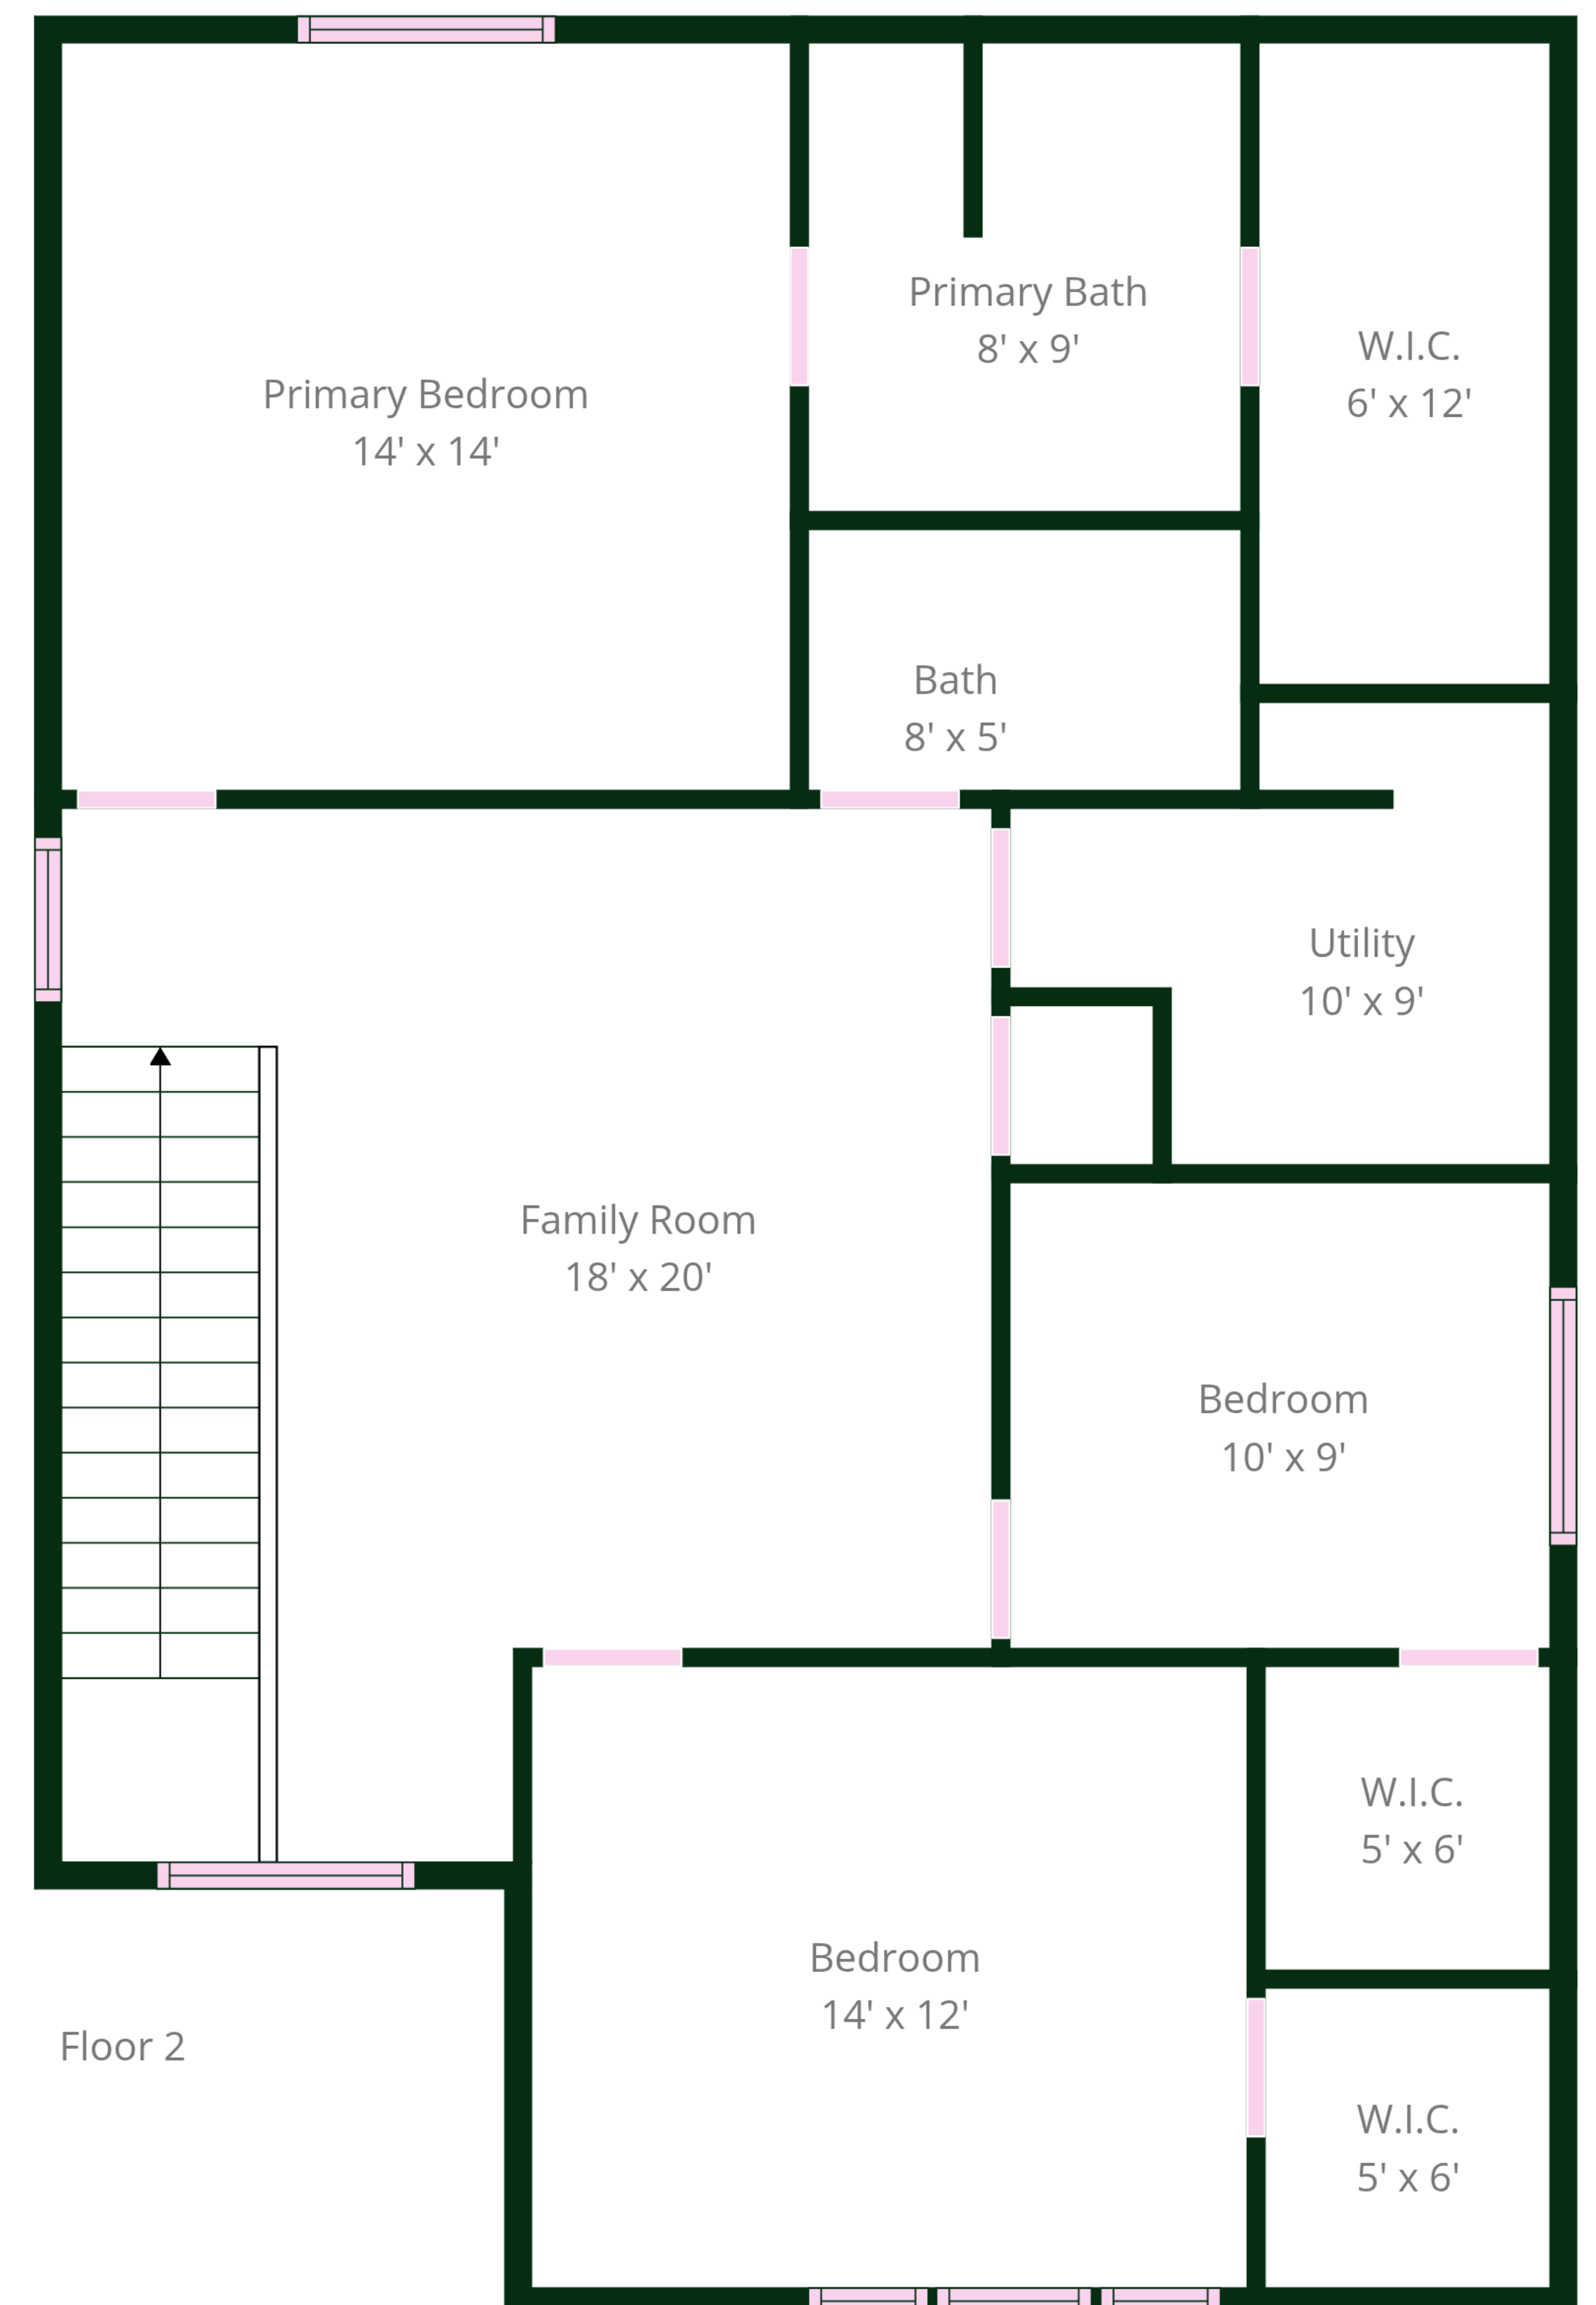 Primary Bedroom
14' x 14'
Primary Bath
8' x 9'
W.I.C.
6' x 12'
Bath
8' x 5'
Utility
10' x 9'
Family Room
18' x 20'
Bedroom
10' x 9'
W.I.C.
5' x 6'
Bedroom
14' x 12'
Floor 2
W.I.C.
5' x 6'